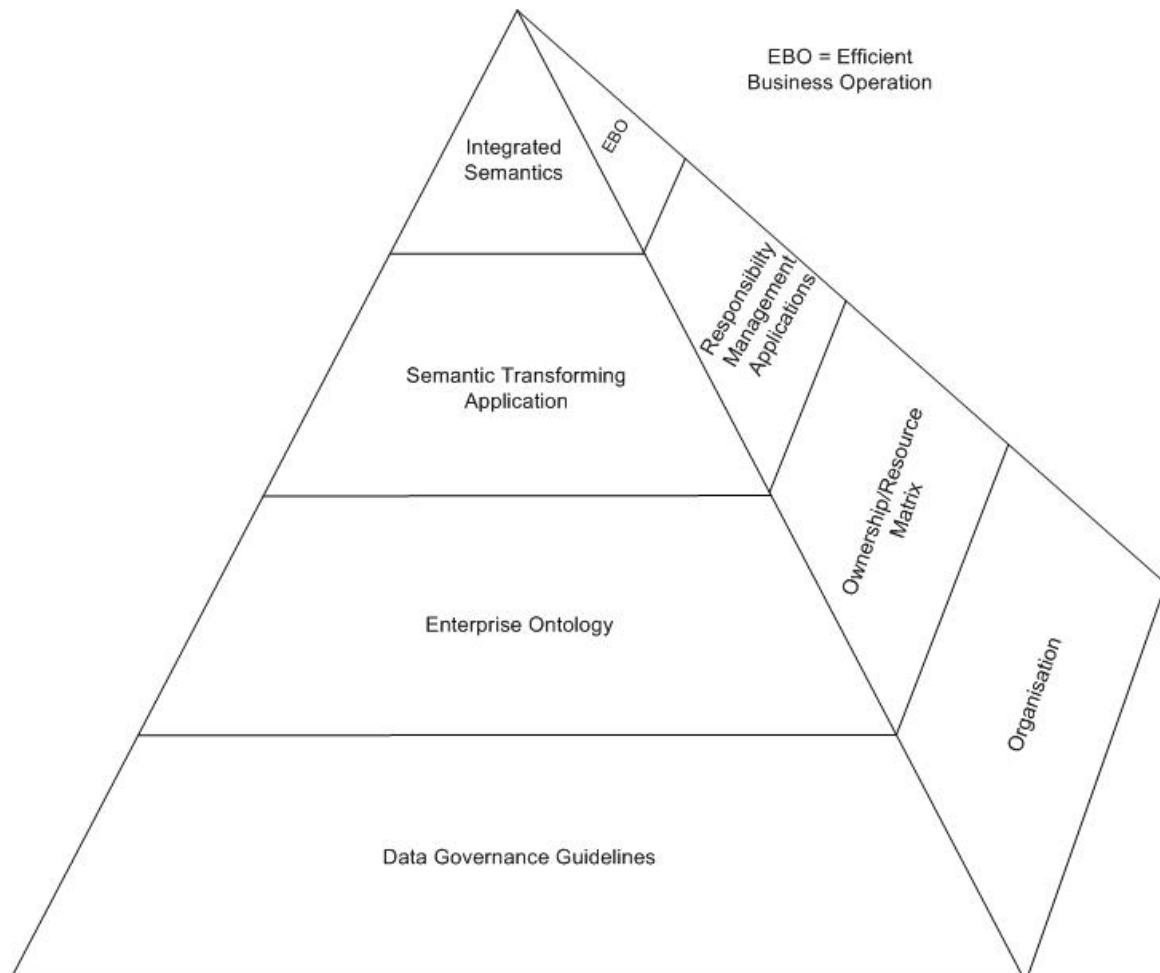 EBO = Efficient
Business Operation
Integrated
Semantics
EBO
Responsibilty
Management
Applications
Semantic Transforming
Application
Ownership/Resource
Matrix
Enterprise Ontology
Organisation
Data Governance Guidelines